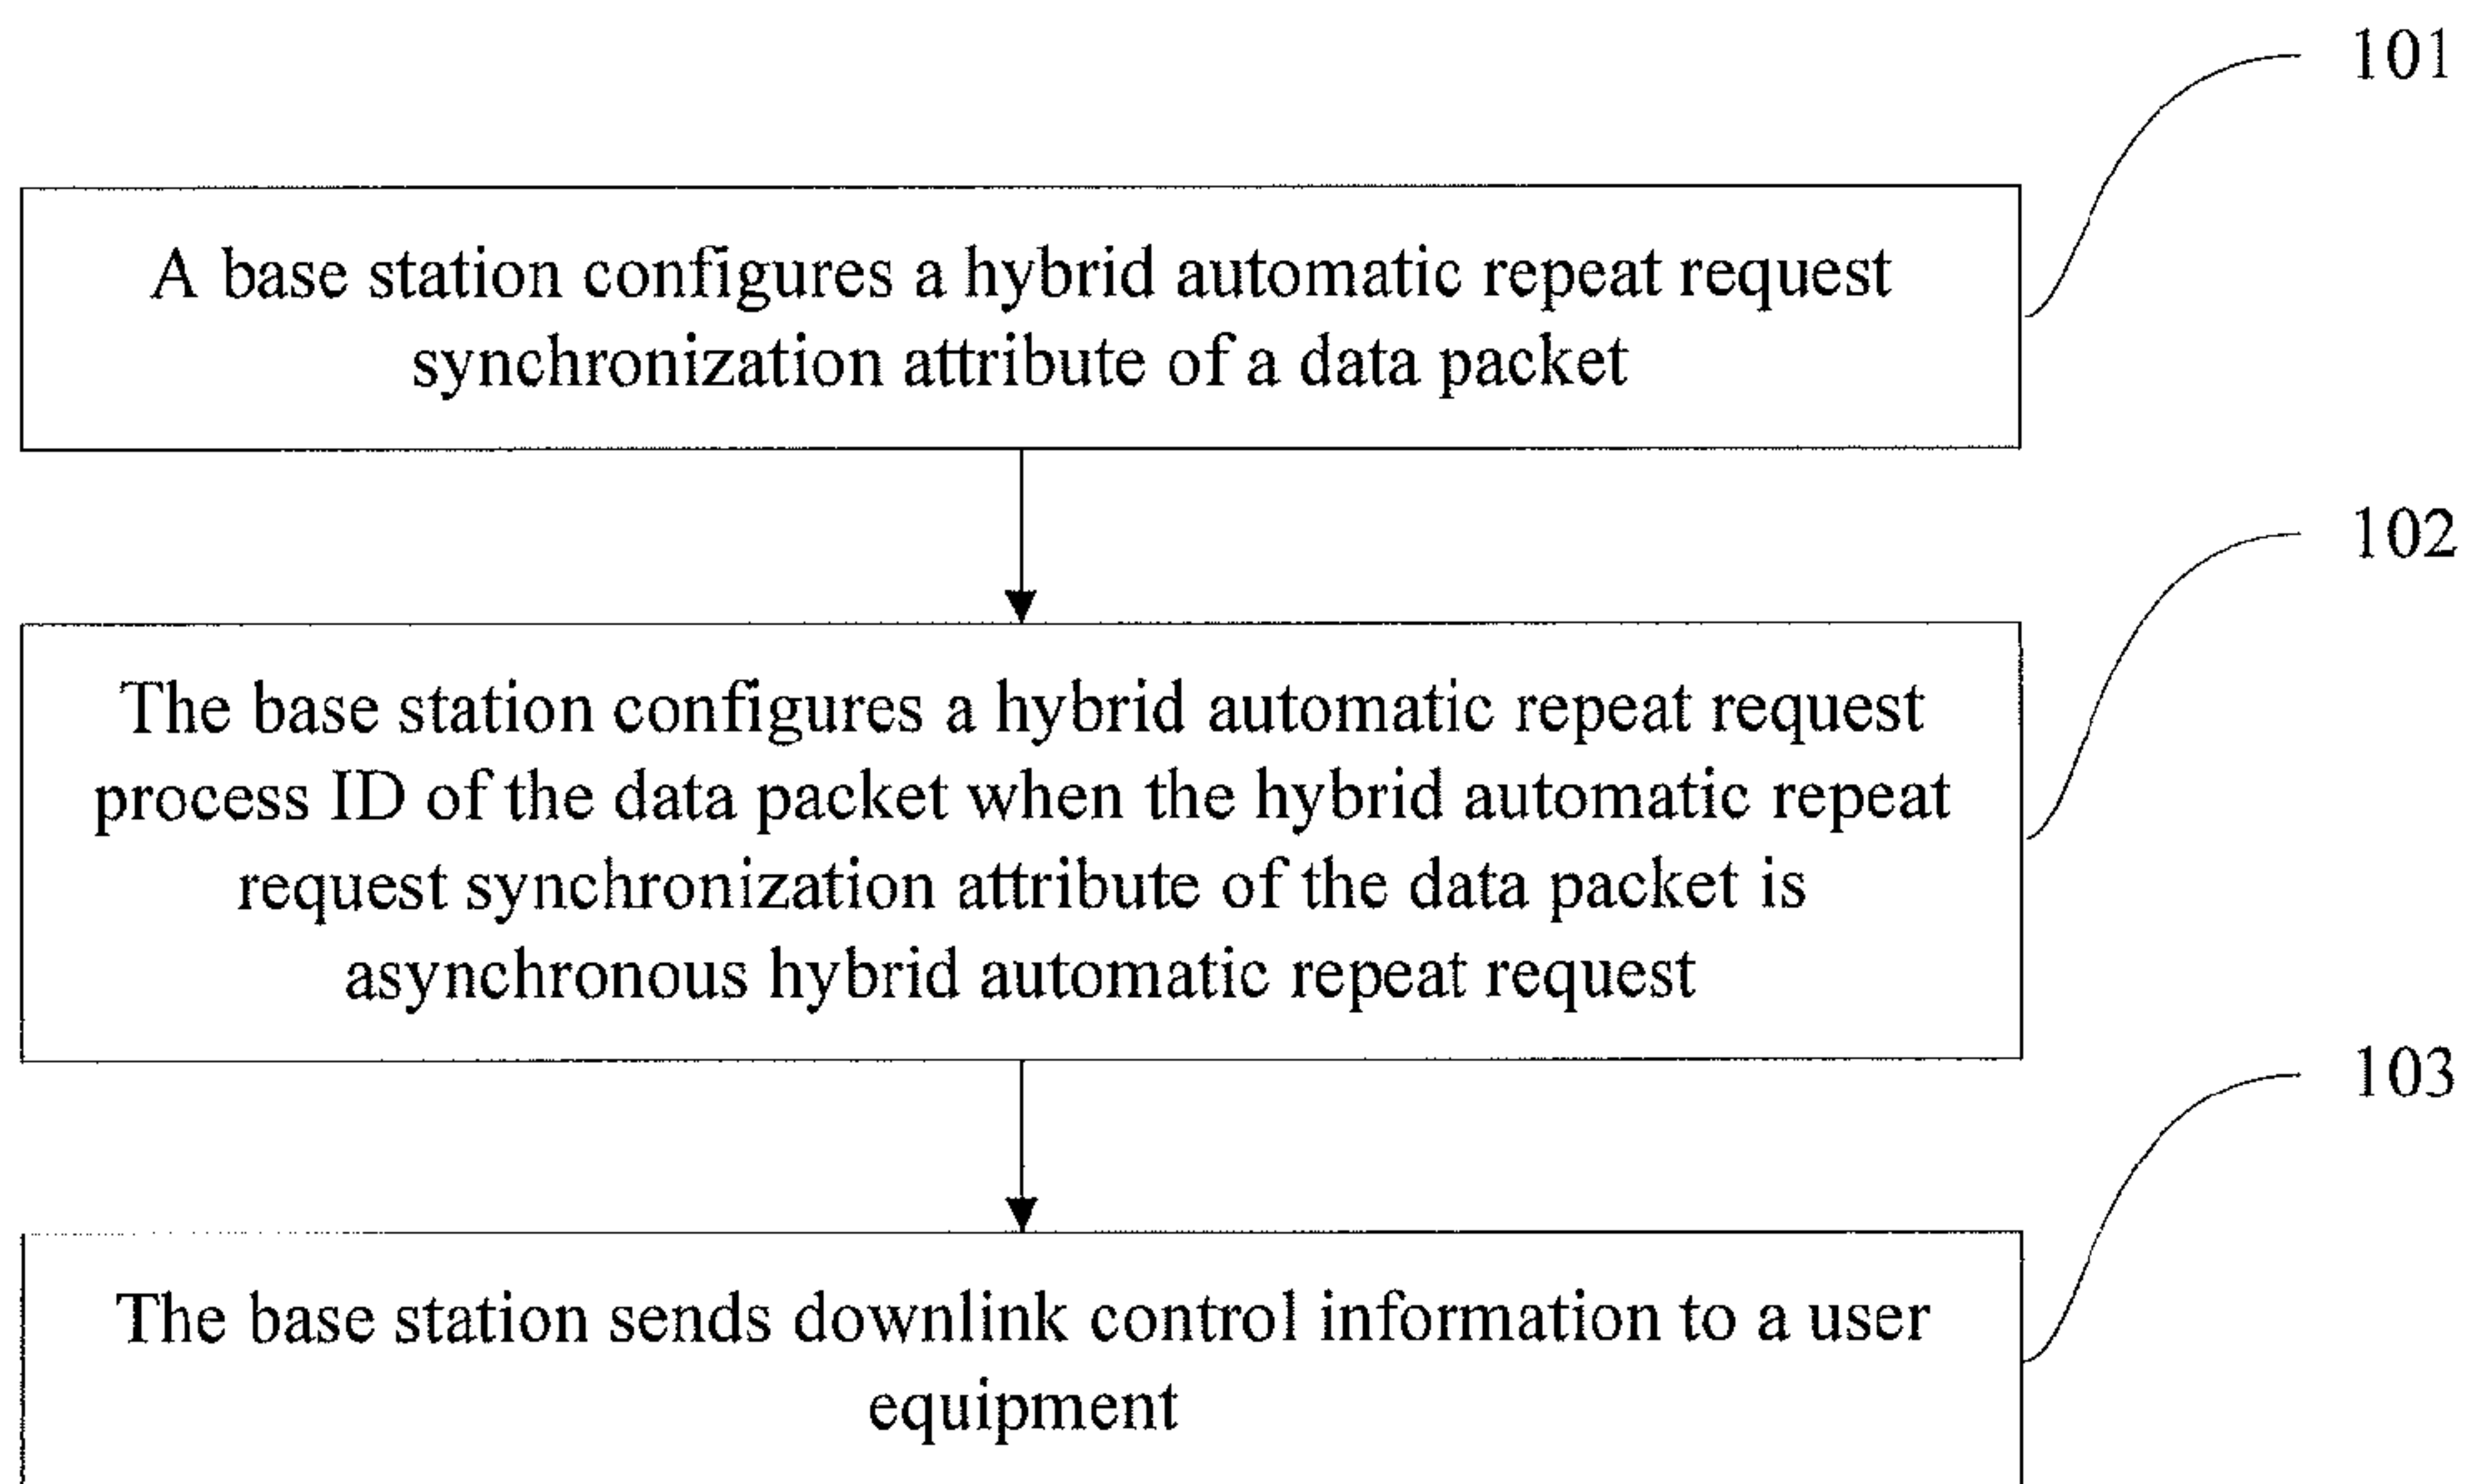 101
A base station configures a hybrid automatic repeat request
synchronization attribute of a data packet
102
The base station configures a hybrid automatic repeat request
process ID of the data packet when the hybrid automatic repeat
request synchronization attribute of the data packet is
asynchronous hybrid automatic repeat request
103
The base station sends downlink control information to a user
equipment